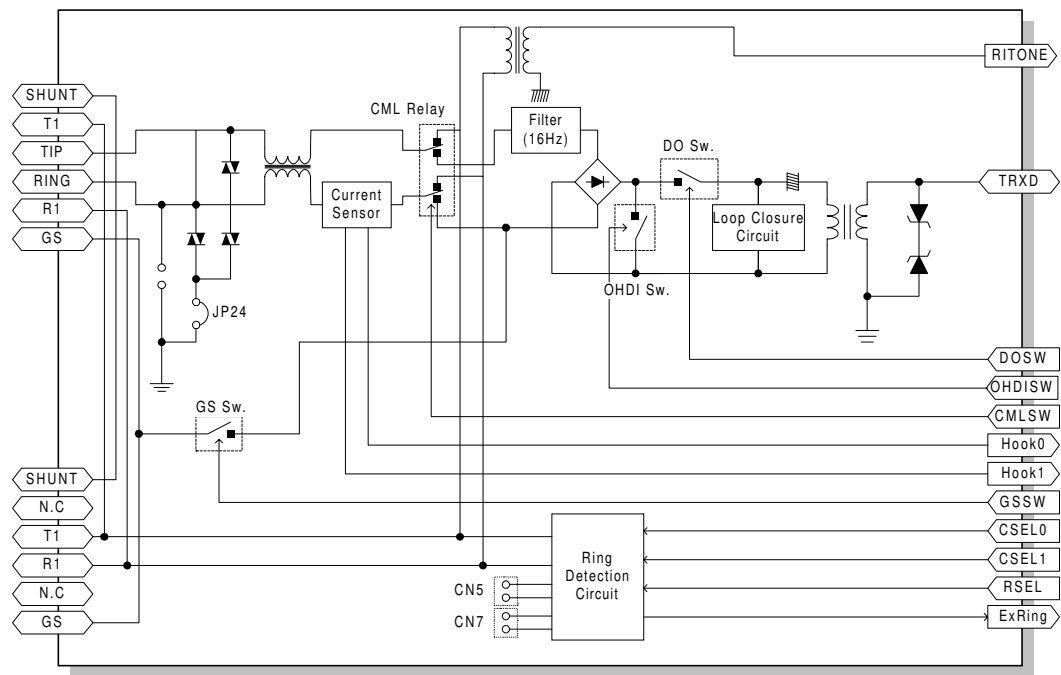 RITONE
SHUNT
T1
TIP
RING
R1
GS
CML Relay
Filter
(16Hz)
DO Sw.
TRXD
Current
Sensor
Loop Closure
Circuit
OHDI Sw.
JP24
GS Sw.
DOSW
OHDISW
CMLSW
Hook0
Hook1
GSSW
CSEL0
CSEL1
RSEL
ExRing
SHUNT
N.C
T1
R1
N.C
GS
CN5
CN7
Ring
Detection
Circuit